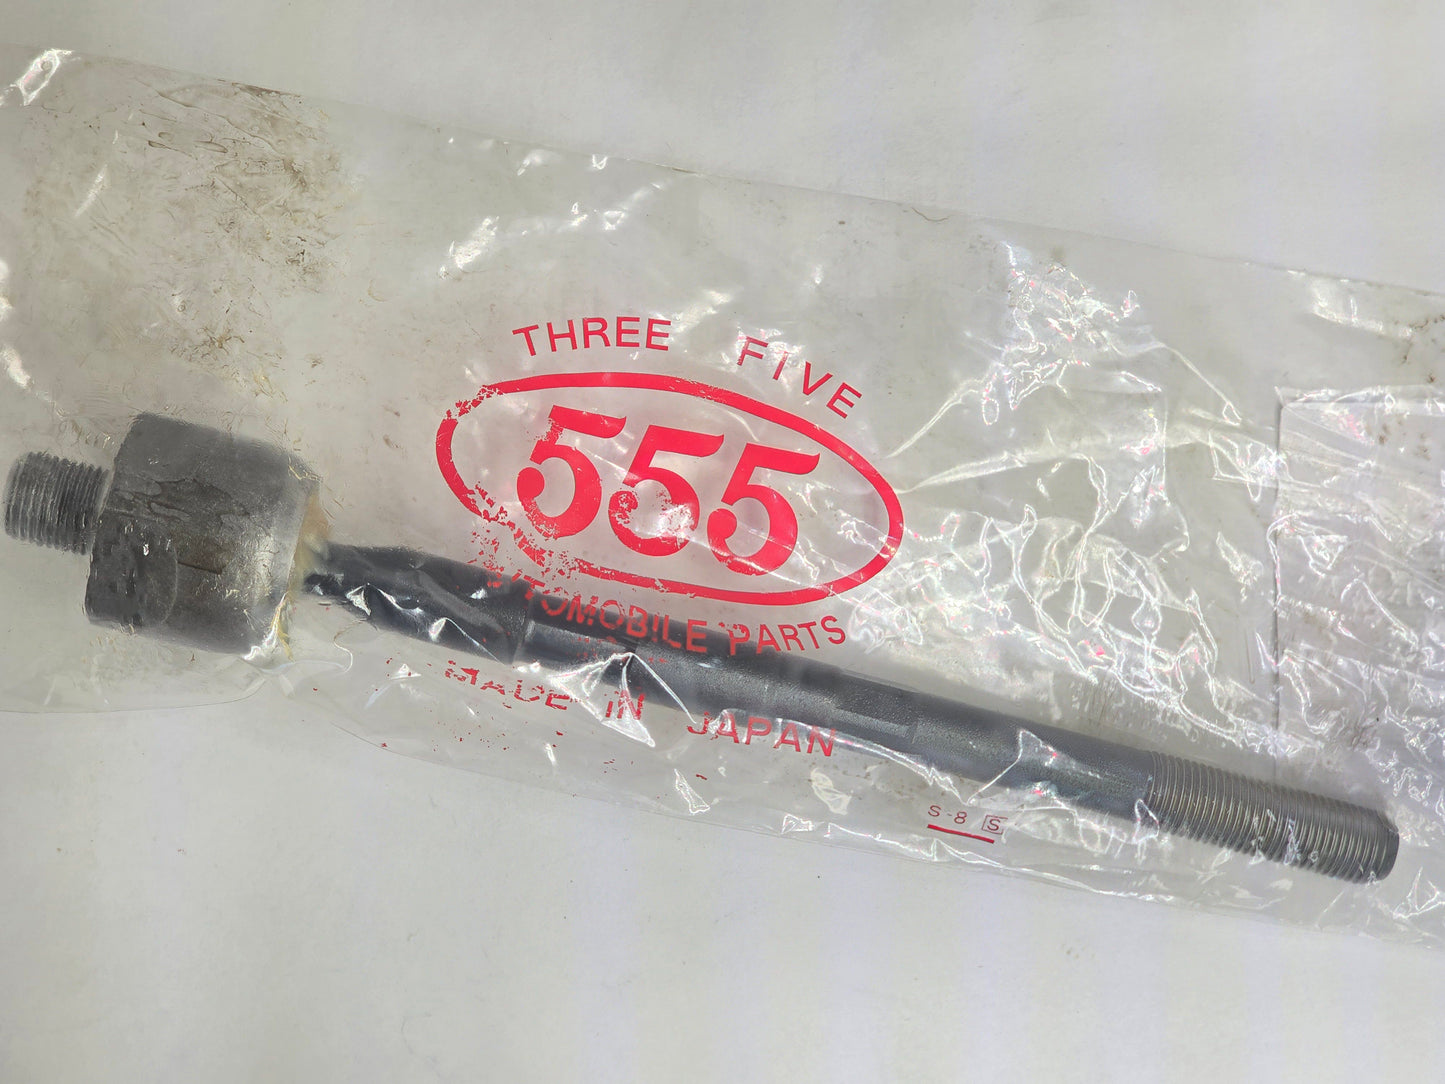 THREE FIVE
555
AUTOMOBILE PARTS
MADE IN JAPAN
S-8 S